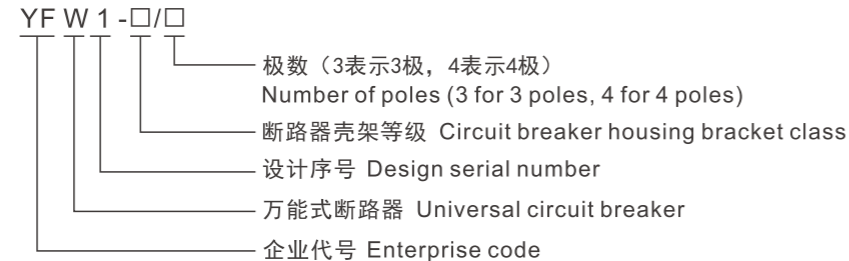 YF W 1 -□/□
极数（3表示3极，4表示4极）
Number of poles (3 for 3 poles, 4 for 4 poles)
断路器壳架等级 Circuit breaker housing bracket class
设计序号 Design serial number
万能式断路器 Universal circuit breaker
企业代号 Enterprise code